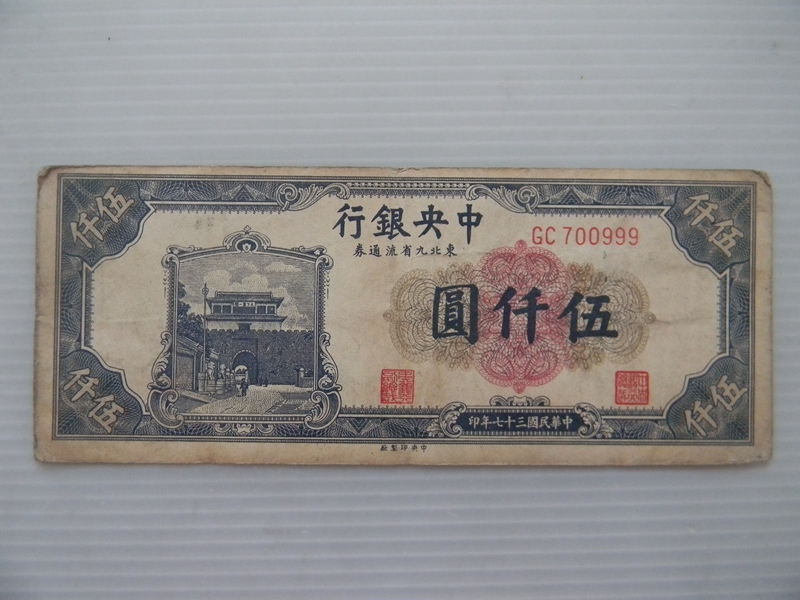 中央銀行
東北九省流通券
GC 700999
伍仟圓
伍仟
伍仟
伍仟
伍仟
中華民國三十七年印
中央印製廠